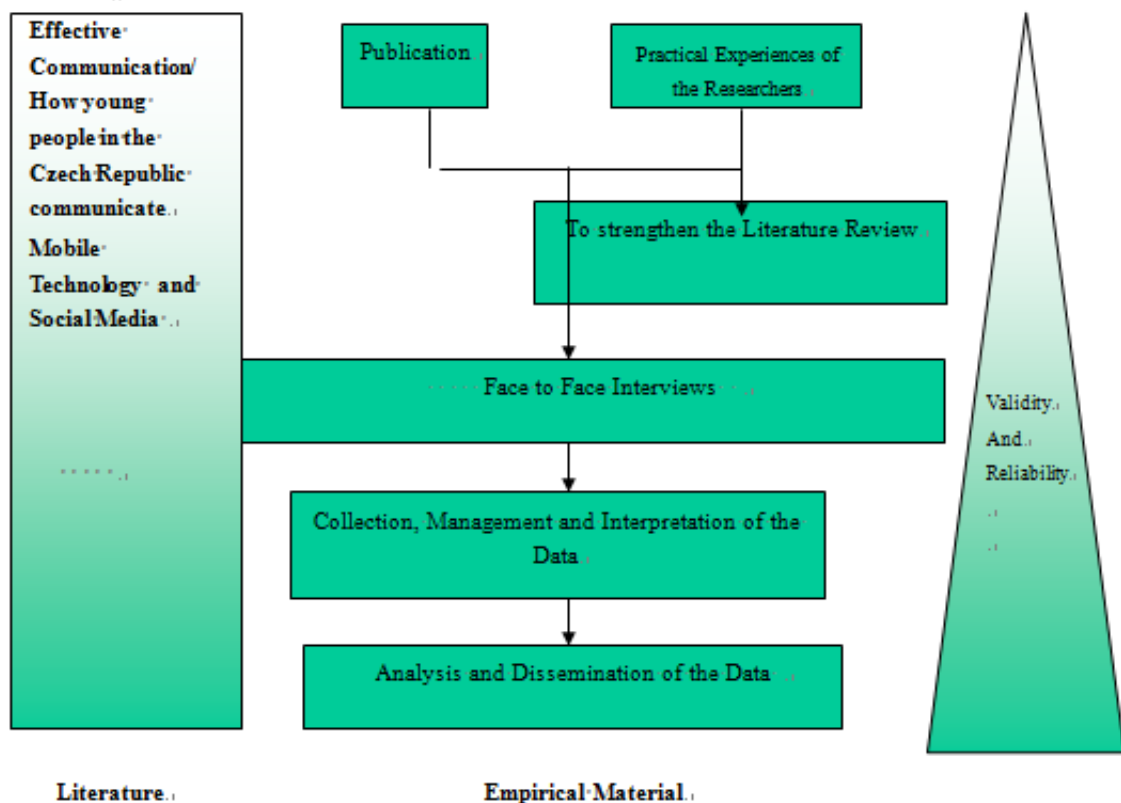 Effective
Communication/
How young
people in the
Czech Republic
communicate.
Mobile
Technology and
Social Media .
Publication
Practical Experiences of
the Researchers
To strengthen the Literature Review
Face to Face Interviews
Collection, Management and Interpretation of the
Data
Analysis and Dissemination of the Data
Validity
And
Reliability
Literature
Empirical Material